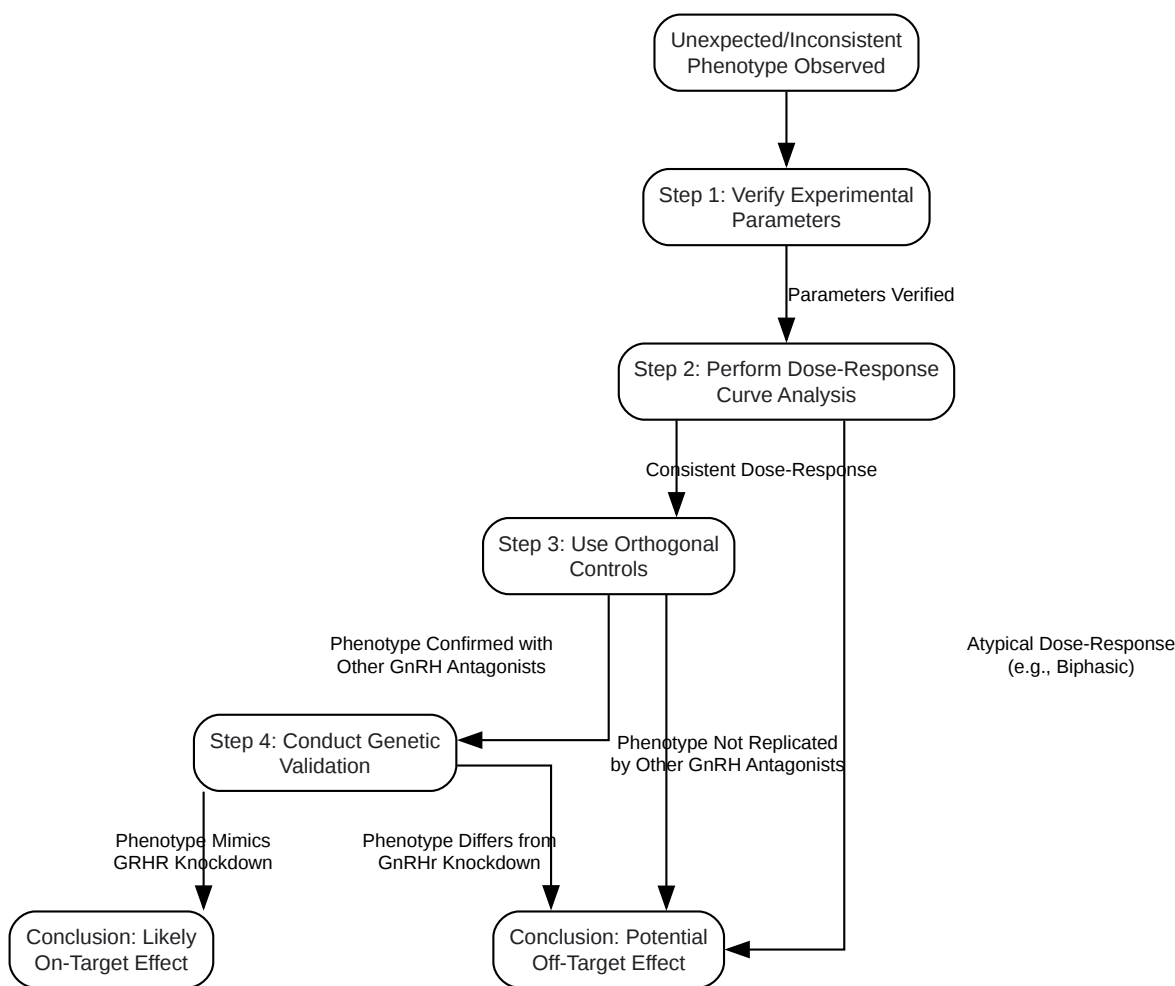 Unexpected/Inconsistent
Phenotype Observed
Step 1: Verify Experimental
Parameters
Parameters Verified
Step 2: Perform Dose-Response
Curve Analysis
Consistent Dose-Response
Step 3: Use Orthogonal
Controls
Phenotype Confirmed with
Other GnRH Antagonists
Atypical Dose-Response
(e.g., Biphasic)
Step 4: Conduct Genetic
Validation
Phenotype Not Replicated
by Other GnRH Antagonists
Phenotype Mimics
GRHR Knockdown
Phenotype Differs from
GnRHr Knockdown
Conclusion: Likely
On-Target Effect
Conclusion: Potential
Off-Target Effect